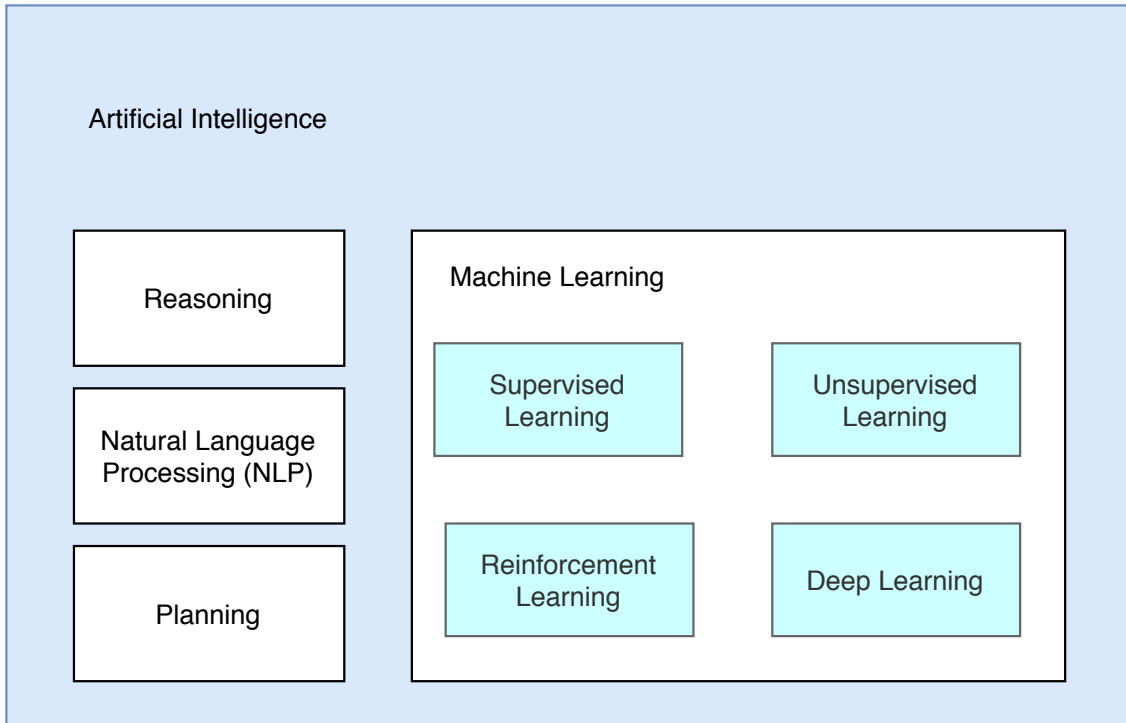 Artificial Intelligence
Reasoning
Natural Language
Processing (NLP)
Planning
Machine Learning
Supervised
Learning
Unsupervised
Learning
Reinforcement
Learning
Deep Learning